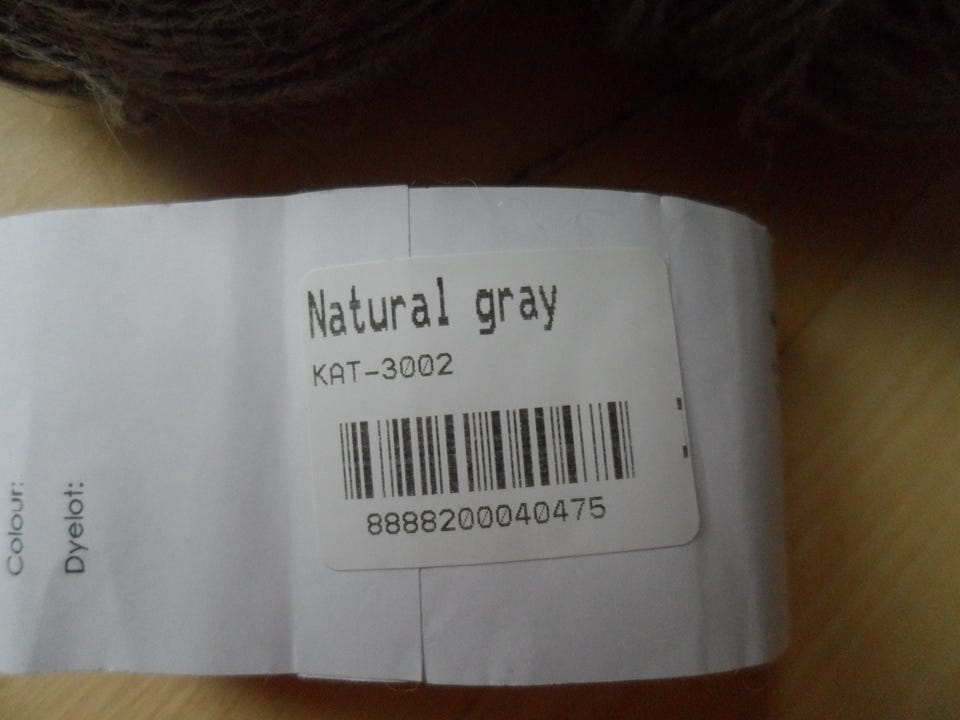 Natural gray
KAT-3002
8888200040475
Colour:
Dyelot: